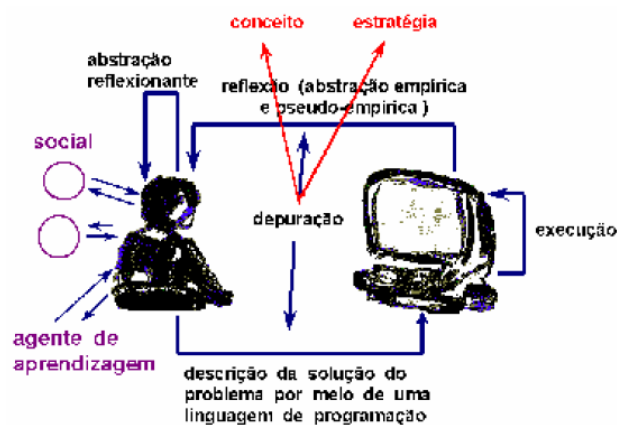 conceito estratégia
abstração
reflexionante
reflexão (abstração empírica
e pseudo-empírica )
social
depuração
execução
agente de
aprendizagem
descrição da solução do
problema por meio de uma
linguagem de programação